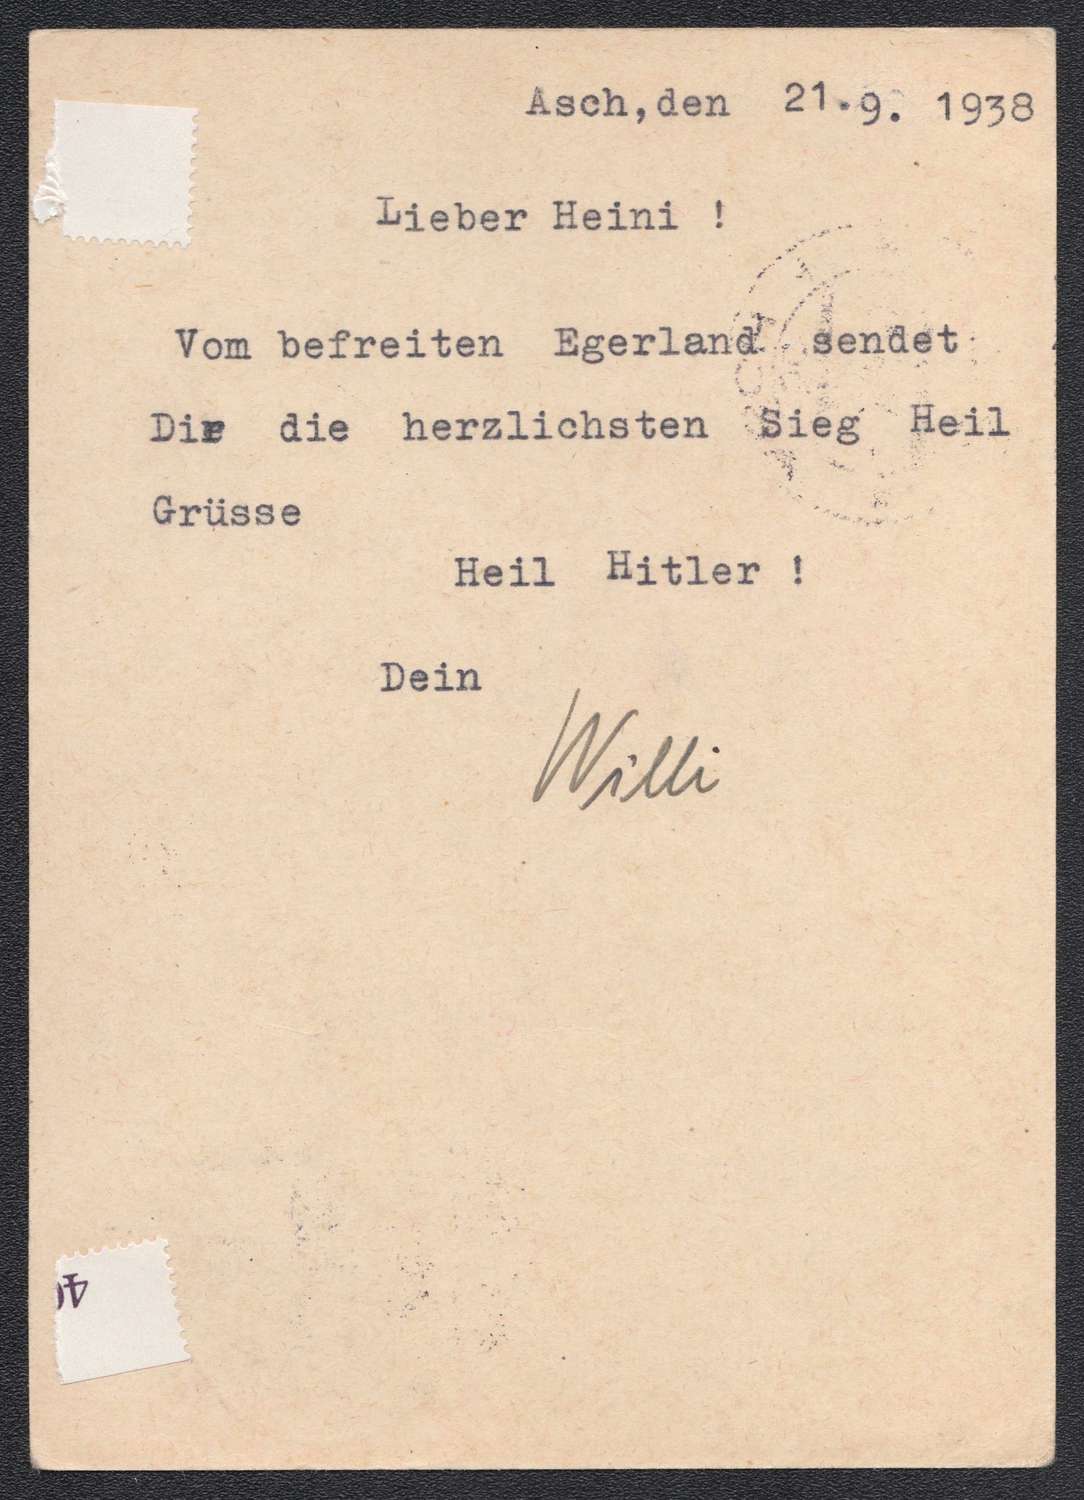 Asch,den 21.9. 1938
Lieber Heini !
Vom befreiten Egerland sendet
Dir die herzlichsten Sieg Heil
Grüsse
Heil Hitler !
Dein
Willi
40